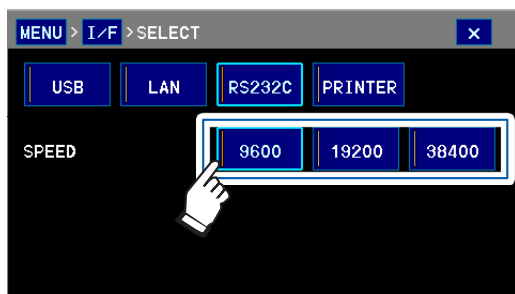 MENU > I/F >SELECT x
USB LAN RS232C PRINTER
SPEED 9600 19200 38400